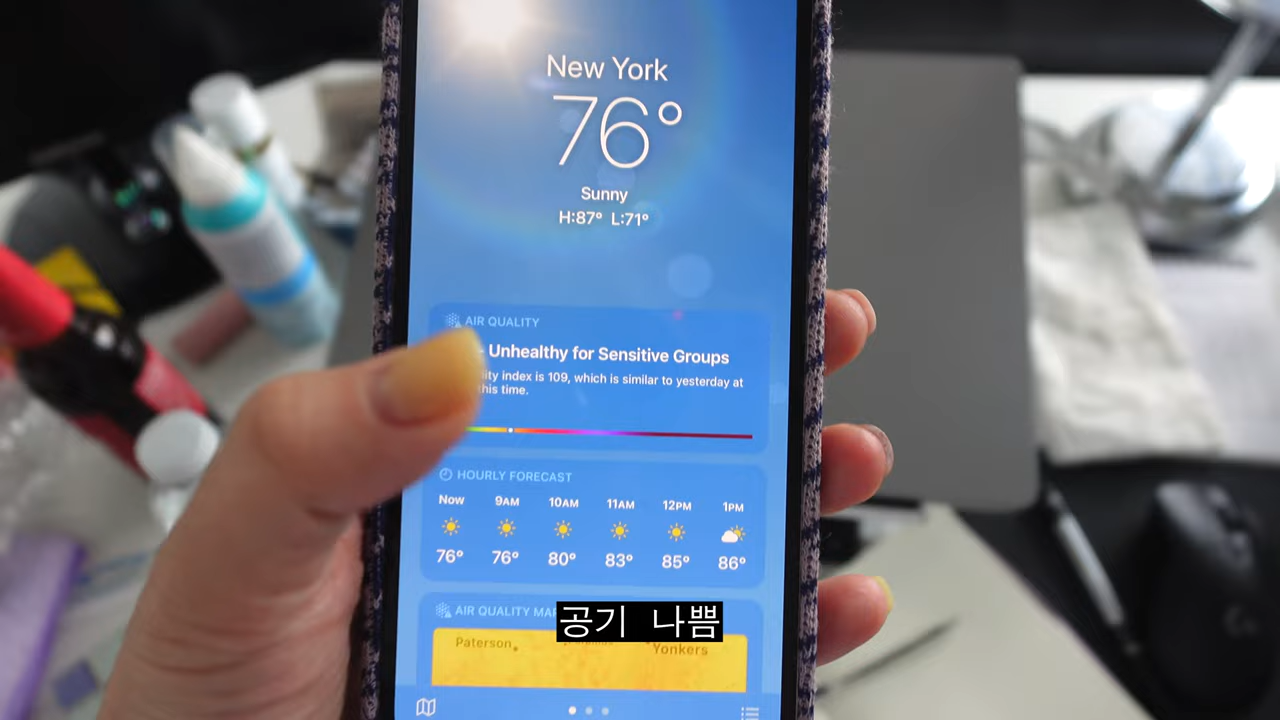 New York
76°
Sunny
H:87° L:71°
AIR QUALITY
- Unhealthy for Sensitive Groups
index is 109, which is similar to yesterday at
this time.
HOURLY FORECAST
Now 9AM 10AM 11AM 12PM 1PM
76° 76° 80° 83° 85° 86°
AIR QUALITY
공기 나쁨
Paterson Yonkers